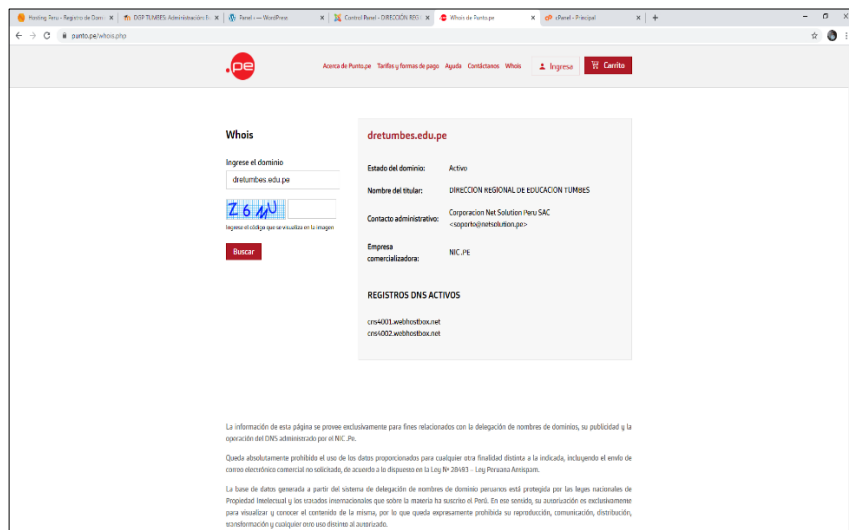 Hosting Peru - Registro de Dom
DGP TUMBES: Administración E
Panel ‹ — WordPress
Control Panel - DIRECCIÓN REG
Whois de Punto.pe
cPanel - Principal
punto.pe/whois.php
.pe
Acerca de Punto.pe Tarifas y formas de pago Ayuda Contáctanos Whois Ingresa Carrito
Whois
Ingrese el dominio
dretumbes.edu.pe
Ingrese el código que se visualiza en la imagen
Buscar
dretumbes.edu.pe
Estado del dominio: Activo
Nombre del titular: DIRECCION REGIONAL DE EDUCACION TUMBES
Contacto administrativo: Corporacion Net Solution Peru SAC
<soporte@netsolution.pe>
Empresa
comercializadora: NIC .PE
REGISTROS DNS ACTIVOS
cns4001.webhostbox.net
cns4002.webhostbox.net
La información de esta página se provee exclusivamente para fines relacionados con la delegación de nombres de dominios, su publicidad y la
operación del DNS administrado por el NIC .Pe.
Queda absolutamente prohibido el uso de los datos proporcionados para cualquier otra finalidad distinta a la indicada, incluyendo el envío de
correo electrónico comercial no solicitado, de acuerdo a lo dispuesto en la Ley Nº 28493 – Ley Peruana Antispam.
La base de datos generada a partir del sistema de delegación de nombres de dominio peruanos está protegida por las leyes nacionales de
Propiedad Intelectual y los tratados internacionales que sobre la materia ha suscrito el Perú. En ese sentido, su autorización es exclusivamente
para visualizar y conocer el contenido de la misma, por lo que queda expresamente prohibida su reproducción, comunicación, distribución,
transformación y cualquier otro uso distinto al autorizado.